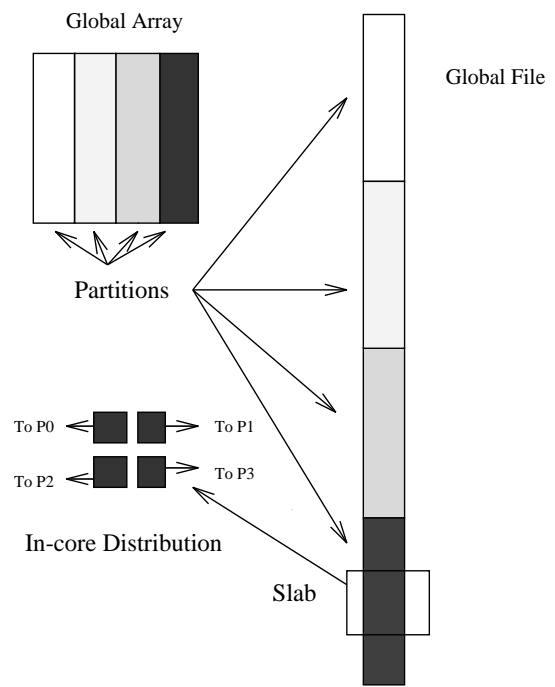 Global Array
Global File
Partitions
To P0
To P1
To P2
To P3
In-core Distribution
Slab